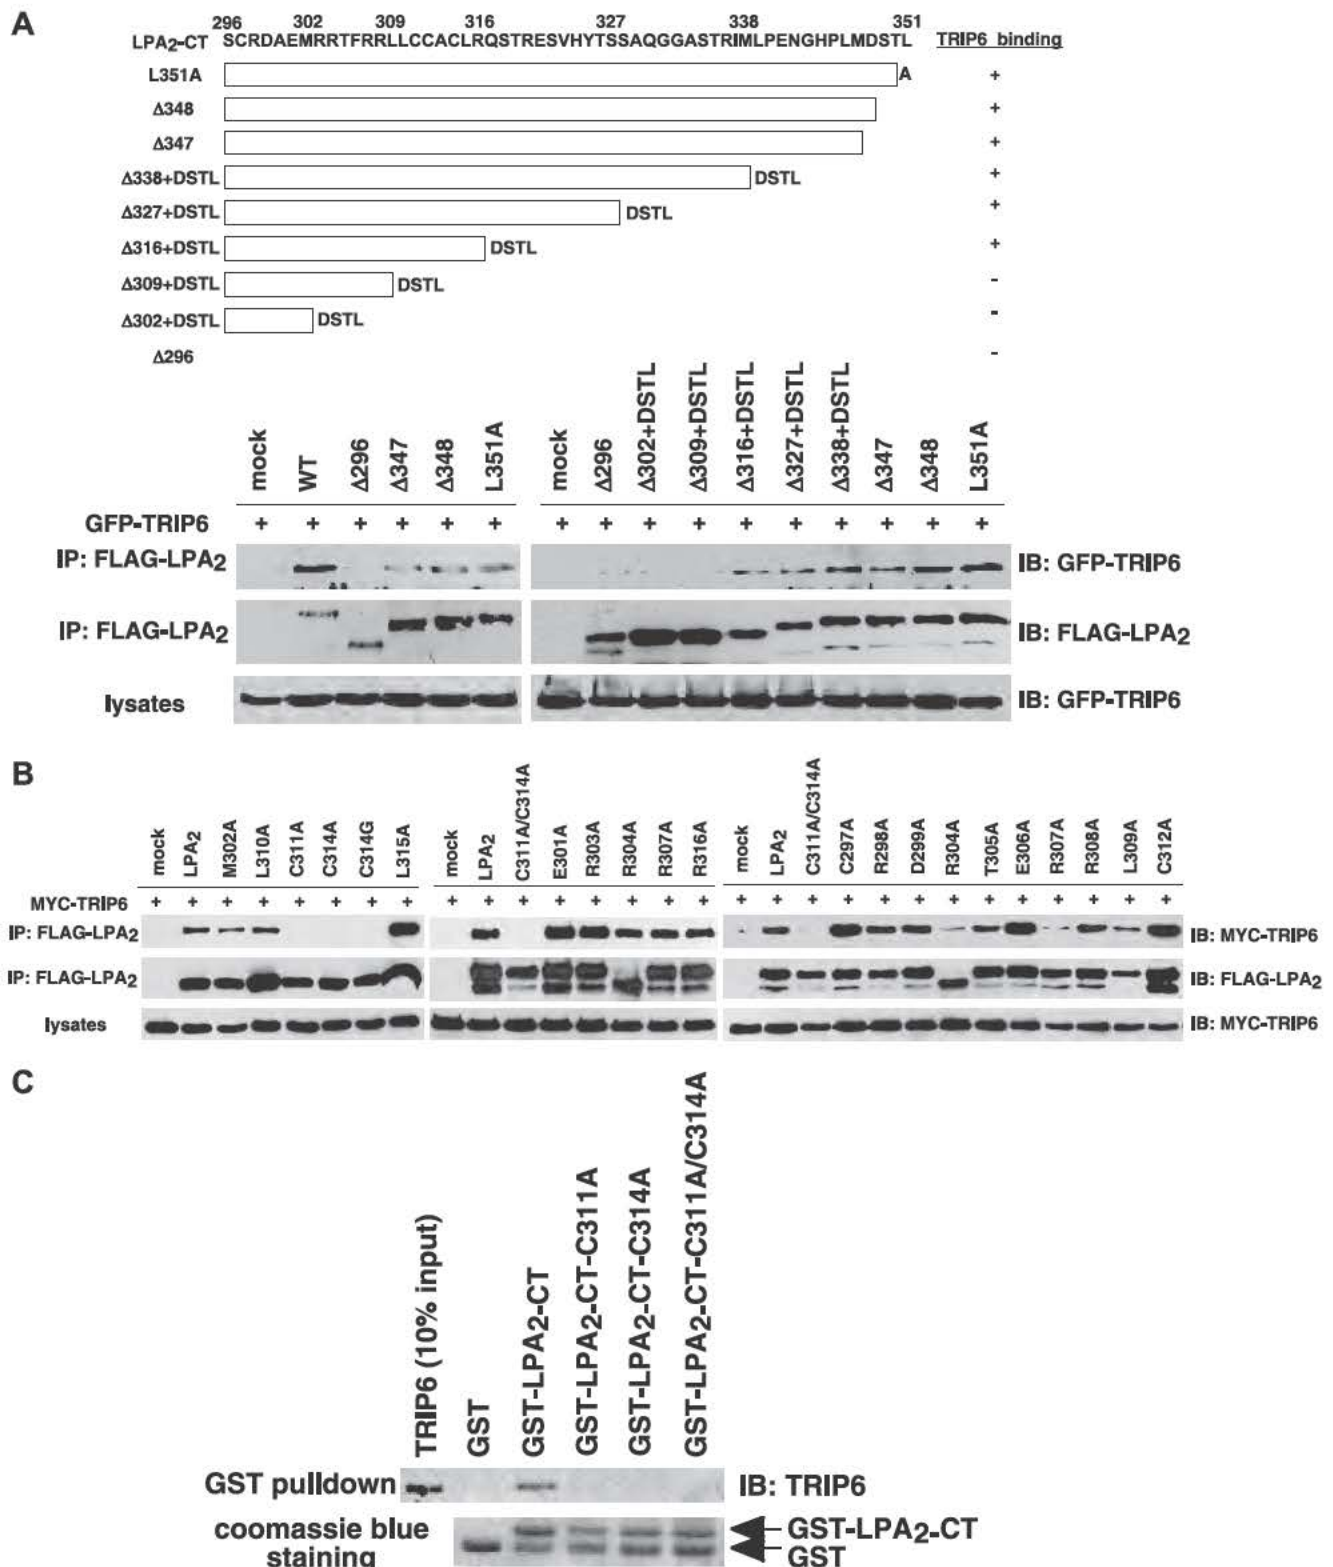 A
296 302 309 316 327 338 351
LPA2-CT SCRDAEMRRTFRRLLCCACLRQSTRESVHYTSSAQGGASTRIMLPENGHPLMDSTL TRIP6 binding
L351A A +
Δ348 +
Δ347 +
Δ338+DSTL DSTL +
Δ327+DSTL DSTL +
Δ316+DSTL DSTL +
Δ309+DSTL DSTL -
Δ302+DSTL DSTL -
Δ296 -
mock WT Δ296 Δ347 Δ348 L351A mock Δ296 Δ302+DSTL Δ309+DSTL Δ316+DSTL Δ327+DSTL Δ338+DSTL Δ347 Δ348 L351A
GFP-TRIP6 + + + + + + + + + + + + + + + +
IP: FLAG-LPA2 IB: GFP-TRIP6
IP: FLAG-LPA2 IB: FLAG-LPA2
lysates IB: GFP-TRIP6
B
mock LPA2 M302A L310A C311A C314A C314G L315A mock LPA2 C311A/C314A E301A R303A R304A R307A R316A mock LPA2 C311A/C314A C297A R298A D299A R304A T305A E306A R307A R308A L309A C312A
MYC-TRIP6 + + + + + + + + + + + + + + + + + + + + + + + + + + + + +
IP: FLAG-LPA2 IB: MYC-TRIP6
IP: FLAG-LPA2 IB: FLAG-LPA2
lysates IB: MYC-TRIP6
C
TRIP6 (10% input) GST GST-LPA2-CT GST-LPA2-CT-C311A GST-LPA2-CT-C314A GST-LPA2-CT-C311A/C314A
GST pulldown IB: TRIP6
coomassie blue GST-LPA2-CT
staining GST